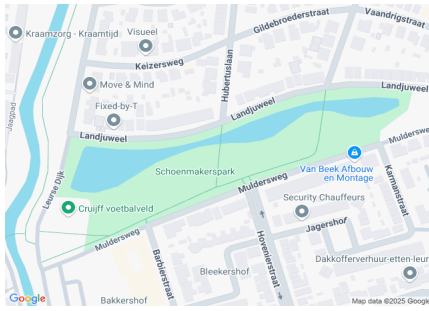 Kraamzorg - Kraamtijd
Visueel
Gildebroederstraat
Vaandrigstraat
Keizersweg
Hubertuslaan
Jaagpad
Move & Mind
Fixed-by-T
Landjuweel
Landjuweel
Landjuweel
Muldersweg
Leurse Dijk
Schoenmakerspark
Van Beek Afbouw
en Montage
Muldersweg
Karmanstraat
Cruijff voetbalveld
Security Chauffeurs
Muldersweg
Jagershof
Barbierstraat
Hovenierstraat
Bleekershof
Dakkofferverhuur-etten-leur
Bakkershof
Google
Map data ©2025 Google